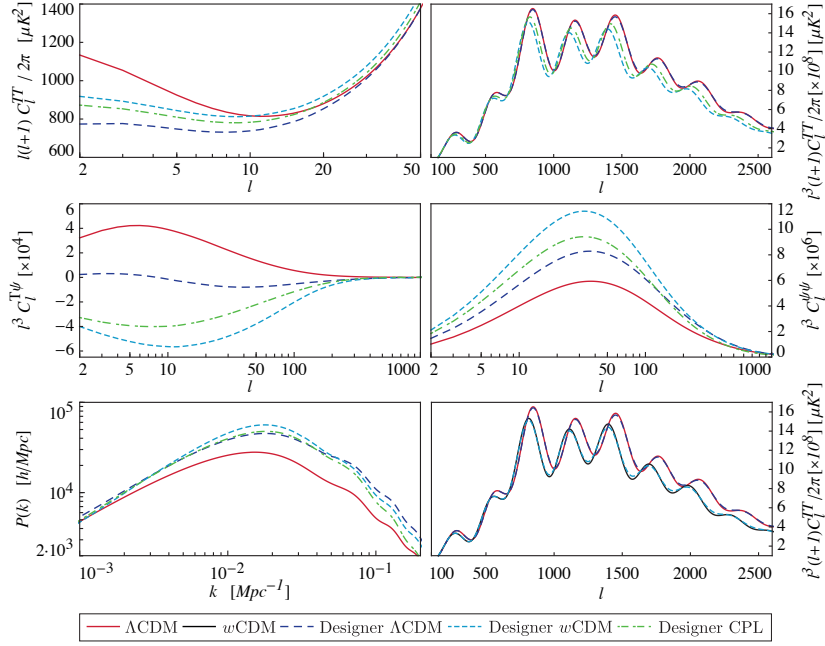 l(l+1) C_l^{TT} / 2π [μK²]
1400
1200
1000
800
600
2 5 10 20 50
l
16
14
12
10
8
6
4
2
100 500 1000 1500 2000 2500
l
l³(l+1)C_l^{TT}/2π[×10⁸] [μK²]
l³ C_l^{Tψ} [×10⁴]
6
4
2
0
−2
−4
−6
2 5 10 50 100 1000
l
12
10
8
6
4
2
0
2 5 10 50 100 1000
l
l³ C_l^{ψψ} [×10⁶]
P(k) [h/Mpc]
10⁵
10⁴
2·10³
10⁻³ 10⁻² 10⁻¹
k [Mpc⁻¹]
16
14
12
10
8
6
4
2
100 500 1000 1500 2000 2500
l
l³(l+1)C_l^{TT}/2π[×10⁸] [μK²]
ΛCDM wCDM Designer ΛCDM Designer wCDM Designer CPL